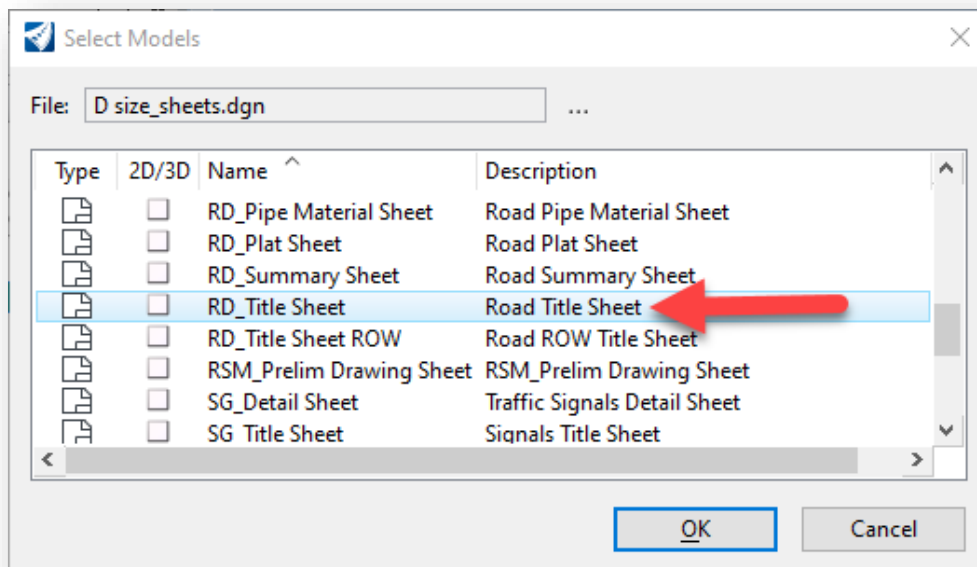 Select Models
File: D size_sheets.dgn ...
Type 2D/3D Name Description
RD_Pipe Material Sheet Road Pipe Material Sheet
RD_Plat Sheet Road Plat Sheet
RD_Summary Sheet Road Summary Sheet
RD_Title Sheet Road Title Sheet
RD_Title Sheet ROW Road ROW Title Sheet
RSM_Prelim Drawing Sheet RSM_Prelim Drawing Sheet
SG_Detail Sheet Traffic Signals Detail Sheet
SG_Title Sheet Signals Title Sheet
OK Cancel